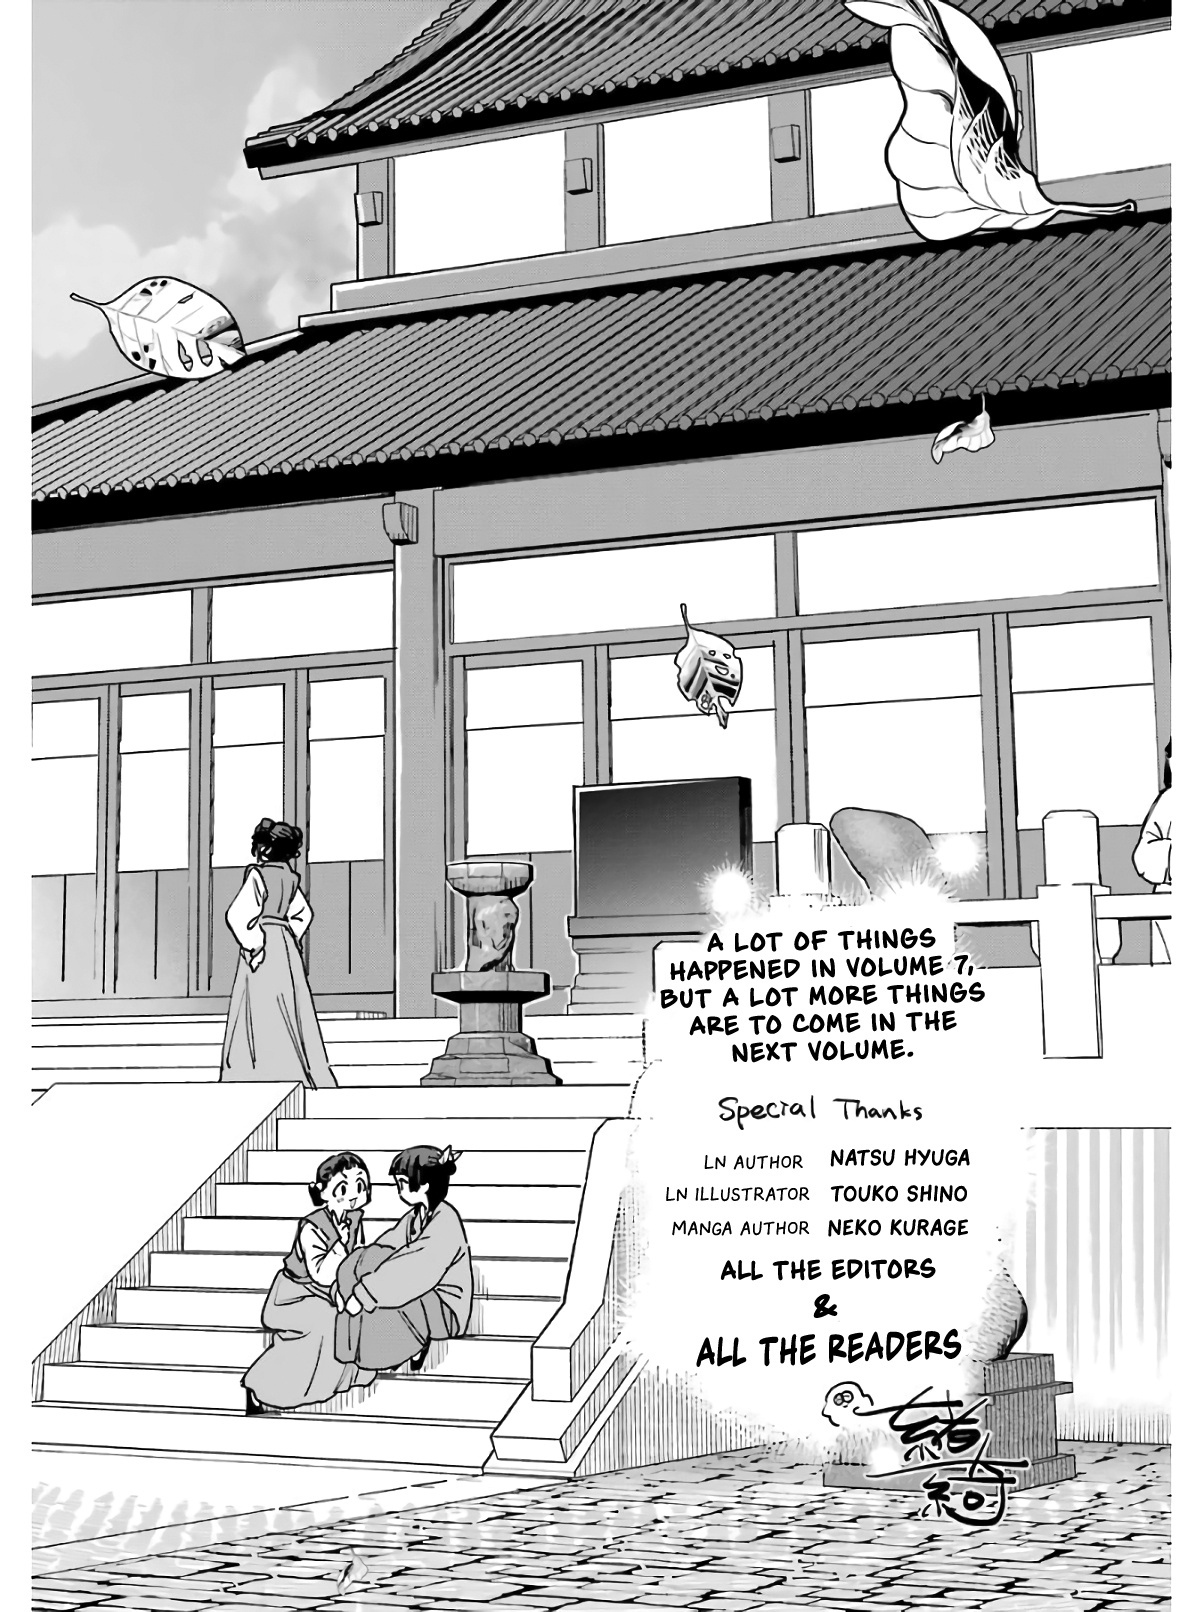 A LOT OF THINGS
HAPPENED IN VOLUME 7,
BUT A LOT MORE THINGS
ARE TO COME IN THE
NEXT VOLUME.
Special Thanks
LN AUTHOR NATSU HYUGA
LN ILLUSTRATOR TOUKO SHINO
MANGA AUTHOR NEKO KURAGE
ALL THE EDITORS
&
ALL THE READERS